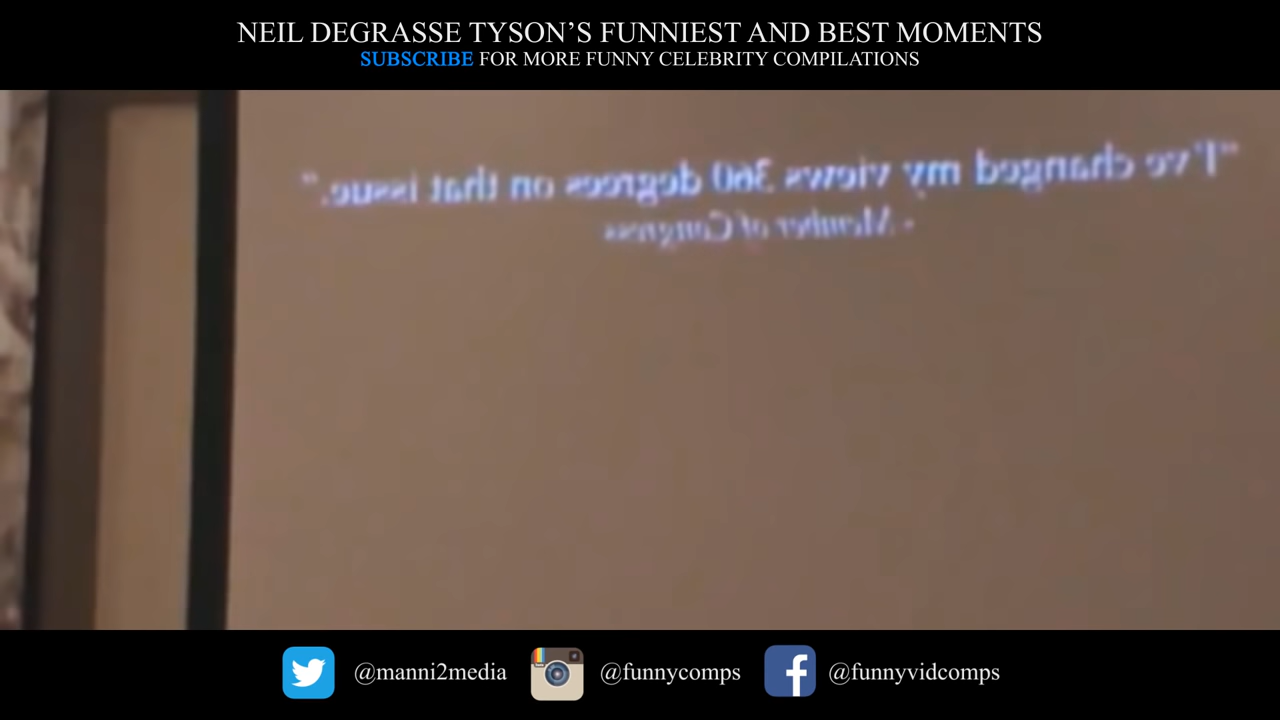 NEIL DEGRASSE TYSON’S FUNNIEST AND BEST MOMENTS
SUBSCRIBE FOR MORE FUNNY CELEBRITY COMPILATIONS
"I've changed my views 360 degrees on that issue."
- Member of Congress
@manni2media @funnycomps @funnyvidcomps